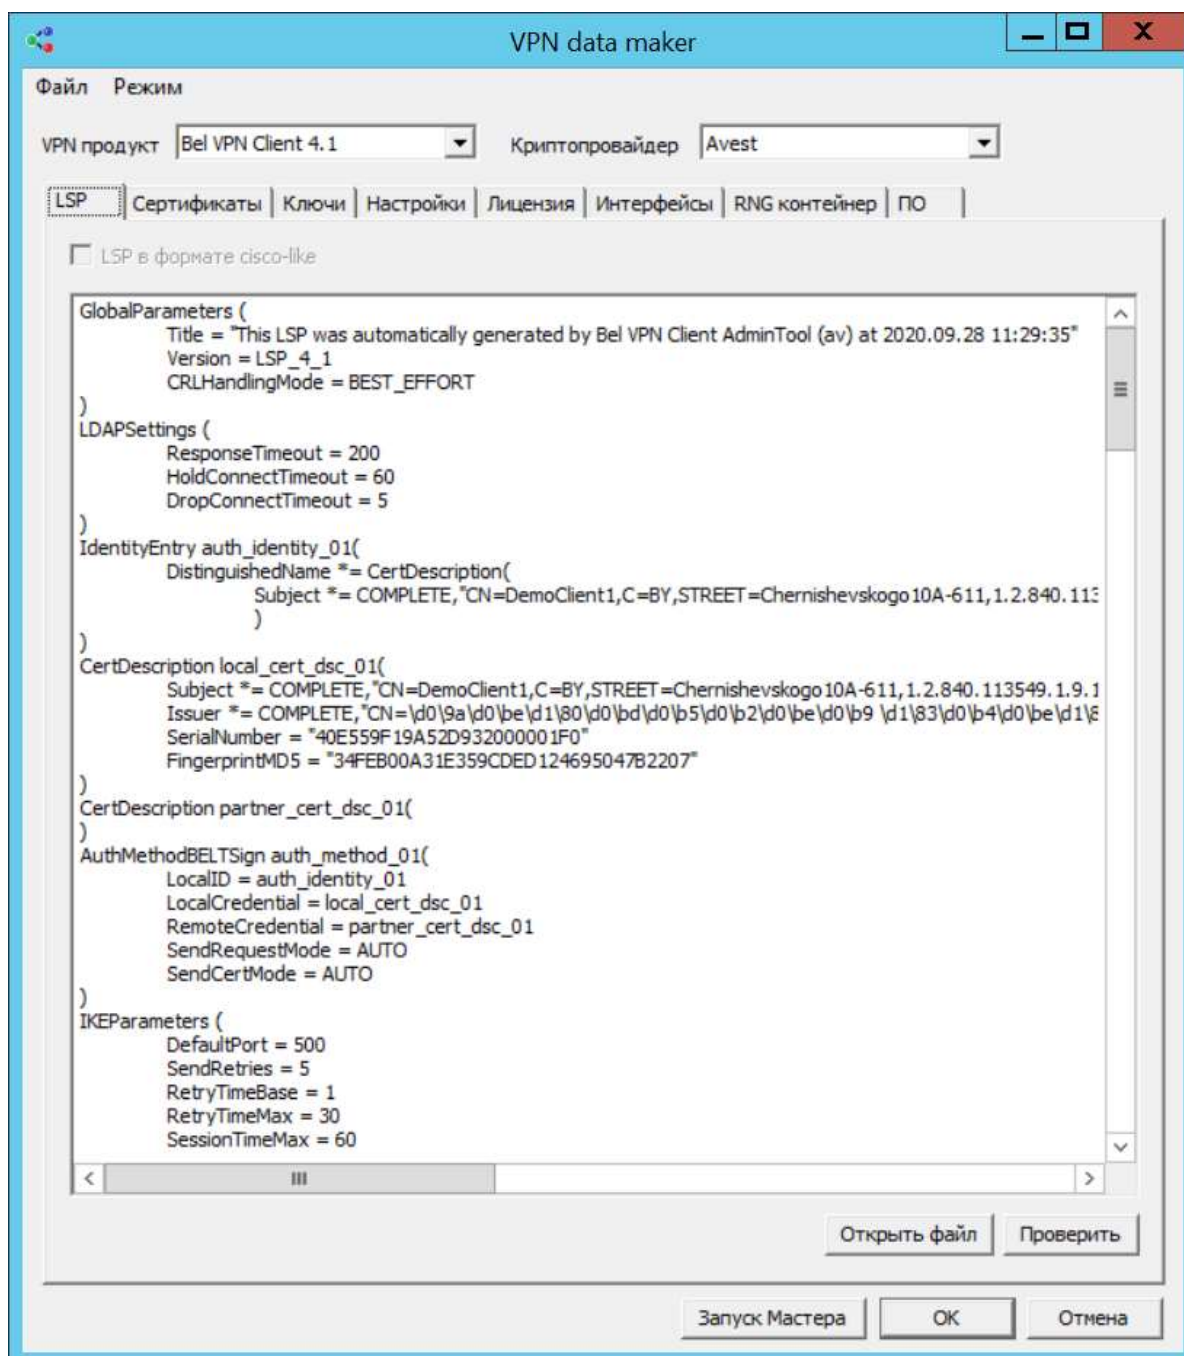 VPN data maker
Файл Режим
VPN продукт Bel VPN Client 4.1 Криптопровайдер Avest
LSP Сертификаты Ключи Настройки Лицензия Интерфейсы RNG контейнер ПО
LSP в формате cisco-like
GlobalParameters (
Title = "This LSP was automatically generated by Bel VPN Client AdminTool (av) at 2020.09.28 11:29:35"
Version = LSP_4_1
CRLHandlingMode = BEST_EFFORT
)
LDAPSettings (
ResponseTimeout = 200
HoldConnectTimeout = 60
DropConnectTimeout = 5
)
IdentityEntry auth_identity_01(
DistinguishedName *= CertDescription(
Subject *= COMPLETE,"CN=DemoClient1,C=BY,STREET=Chernishevskogo10A-611,1.2.840.113
)
)
CertDescription local_cert_dsc_01(
Subject *= COMPLETE,"CN=DemoClient1,C=BY,STREET=Chernishevskogo10A-611,1.2.840.113549.1.9.1
Issuer *= COMPLETE,"CN=\d0\9a\d0\be\d1\80\d0\bd\d0\b5\d0\b2\d0\be\d0\b9 \d1\83\d0\b4\d0\be\d1\8
SerialNumber = "40E559F19A52D932000001F0"
FingerprintMD5 = "34FEB00A31E359CDED124695047B2207"
)
CertDescription partner_cert_dsc_01(
)
AuthMethodBELTSign auth_method_01(
LocalID = auth_identity_01
LocalCredential = local_cert_dsc_01
RemoteCredential = partner_cert_dsc_01
SendRequestMode = AUTO
SendCertMode = AUTO
)
IKEParameters (
DefaultPort = 500
SendRetries = 5
RetryTimeBase = 1
RetryTimeMax = 30
SessionTimeMax = 60
Открыть файл Проверить
Запуск Мастера OK Отмена